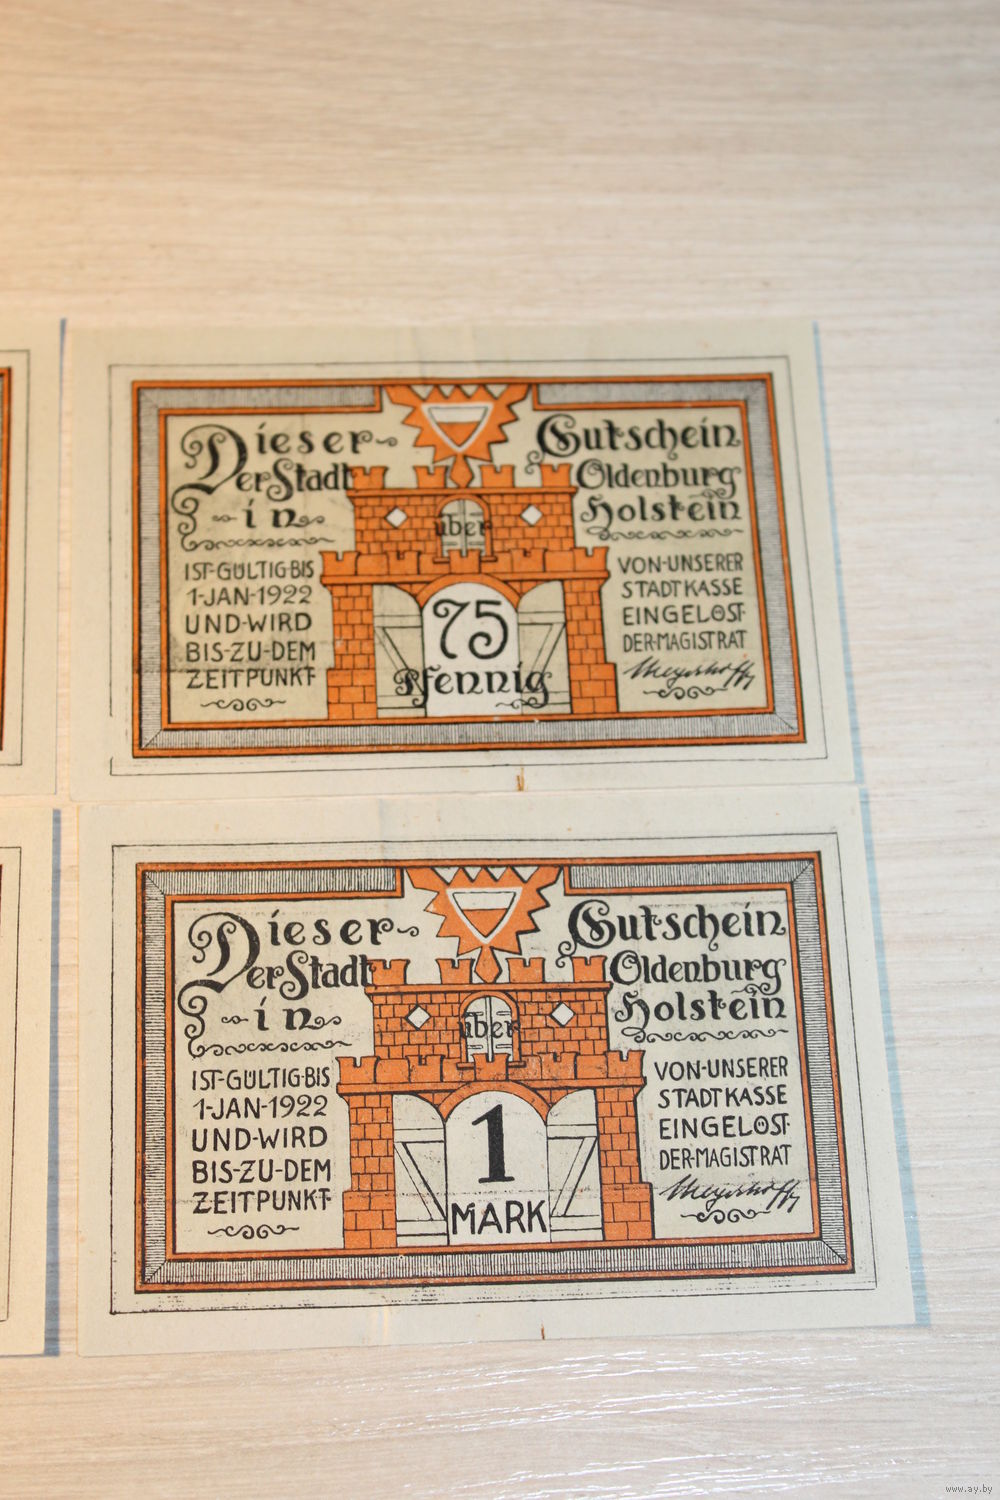 Dieser Gutschein
Der Stadt Oldenburg
in Holstein
über
IST-GÜLTIG-BIS
1-JAN-1922
UND-WIRD
BIS-ZU-DEM
ZEITPUNKT
75
Pfennig
VON-UNSERER
STADTKASSE
EINGELÖST-
DER-MAGISTRAT
Meyerhoff
Dieser Gutschein
Der Stadt Oldenburg
in Holstein
über
IST-GÜLTIG-BIS
1-JAN-1922
UND-WIRD
BIS-ZU-DEM
ZEITPUNKT
1
MARK
VON-UNSERER
STADTKASSE
EINGELÖST-
DER-MAGISTRAT
Meyerhoff
www.ay.by